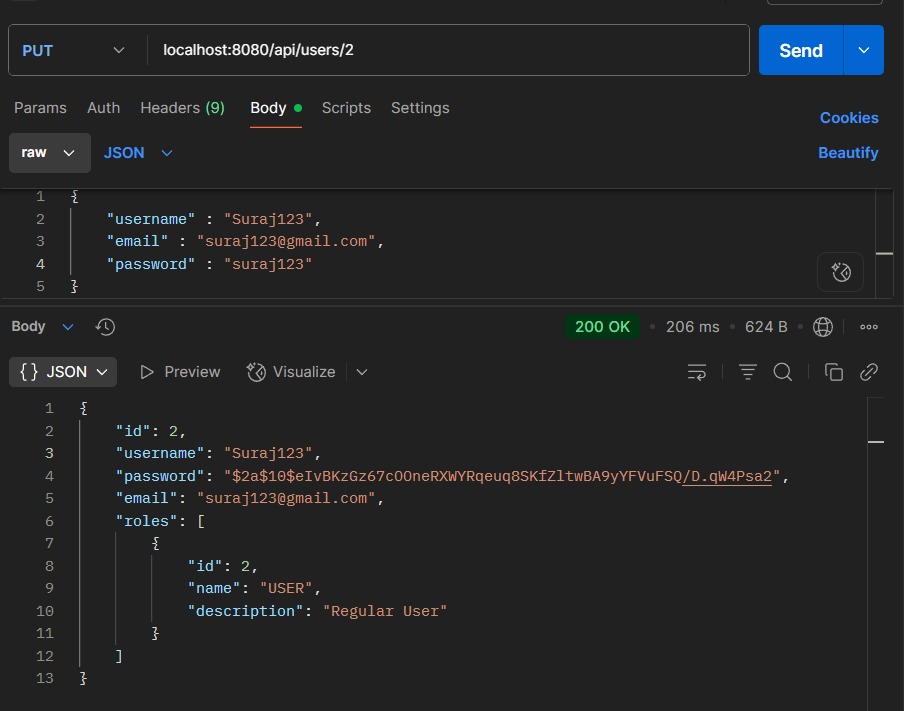 PUT localhost:8080/api/users/2 Send
Params Auth Headers (9) Body Scripts Settings Cookies
raw JSON Beautify
1 {
2 "username" : "Suraj123",
3 "email" : "suraj123@gmail.com",
4 "password" : "suraj123"
5 }
Body 200 OK 206 ms 624 B
{} JSON Preview Visualize
1 {
2 "id": 2,
3 "username": "Suraj123",
4 "password": "$2a$10$eIvBKzGz67cOOneRXWYRqeuq8SKfZltwBA9yYFVuFSQ/D.qW4Psa2",
5 "email": "suraj123@gmail.com",
6 "roles": [
7 {
8 "id": 2,
9 "name": "USER",
10 "description": "Regular User"
11 }
12 ]
13 }